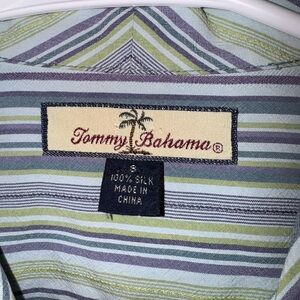 Tommy Bahama®
S
100% SILK
MADE IN
CHINA